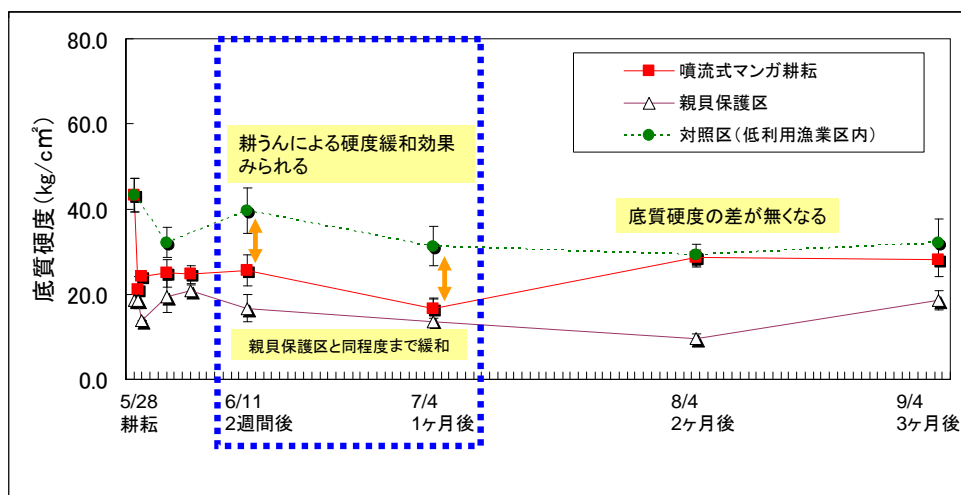 80.0
60.0
40.0
20.0
0.0
底質硬度(kg/c㎡)
噴流式マンガ耕耘
親貝保護区
対照区(低利用漁業区内)
耕うんによる硬度緩和効果
みられる
底質硬度の差が無くなる
親貝保護区と同程度まで緩和
5/28
耕耘
6/11
2週間後
7/4
1ヶ月後
8/4
2ヶ月後
9/4
3ヶ月後